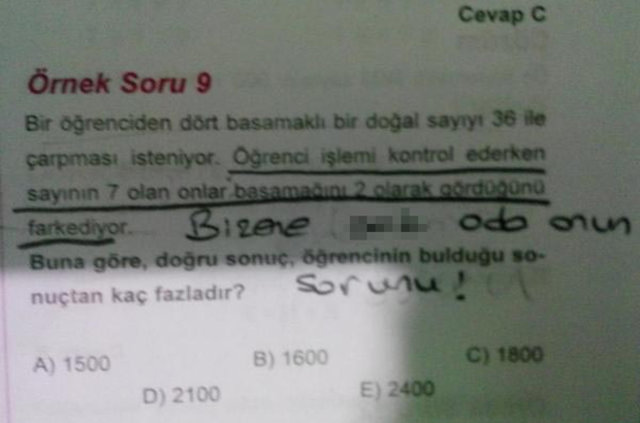 Cevap C
Örnek Soru 9
Bir öğrenciden dört basamaklı bir doğal sayıyı 36 ile
çarpması isteniyor. Öğrenci işlemi kontrol ederken
sayının 7 olan onlar basamağını 2 olarak gördüğünü
farkediyor. Bizene odo onun
Buna göre, doğru sonuç, öğrencinin bulduğu so-
nuçtan kaç fazladır? sorunu!
A) 1500 B) 1600 C) 1800
D) 2100 E) 2400